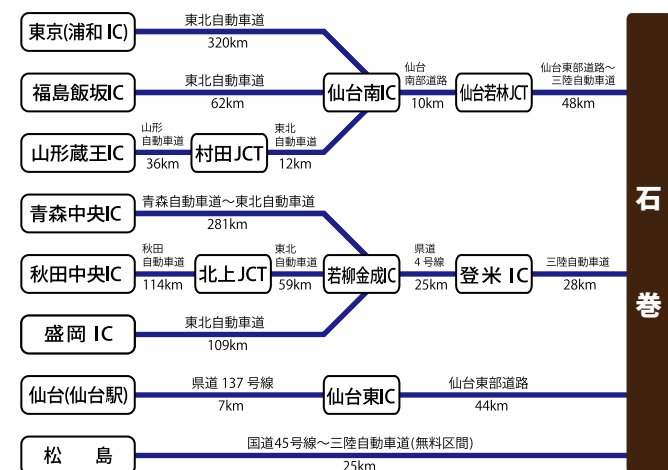 東京(浦和 IC)
東北自動車道
320km
福島飯坂IC
東北自動車道
62km
仙台南IC
仙台
南部道路
10km
仙台若林JCT
仙台東部道路～
三陸自動車道
48km
山形蔵王IC
山形
自動車道
36km
村田JCT
東北
自動車道
12km
青森中央IC
青森自動車道～東北自動車道
281km
秋田中央IC
秋田
自動車道
114km
北上JCT
東北
自動車道
59km
若柳金成IC
県道
4号線
25km
登米 IC
三陸自動車道
28km
盛岡 IC
東北自動車道
109km
仙台(仙台駅)
県道 137 号線
7km
仙台東IC
仙台東部道路
44km
松 島
国道45号線～三陸自動車道(無料区間)
25km
石
巻